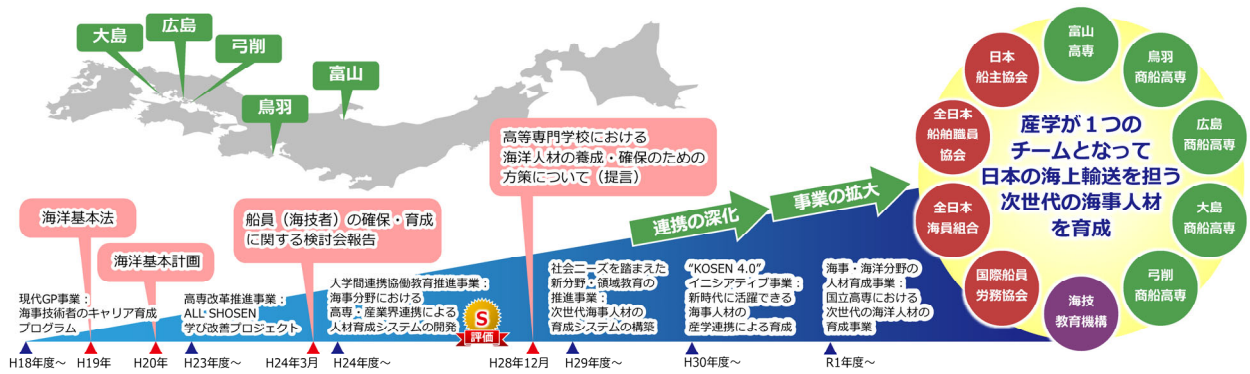 大島
広島
弓削
富山
鳥羽
海洋基本法
海洋基本計画
船員（海技者）の確保・育成
に関する検討会報告
高等専門学校における
海洋人材の養成・確保のための
方策について（提言）
連携の深化
事業の拡大
現代GP事業：
海事技術者のキャリア育成
プログラム
高専改革推進事業：
ALL SHOSEN
学び改善プロジェクト
大学間連携協働教育推進事業：
海事分野における
高専・産業界連携による
人材育成システムの開発
S
評価
社会ニーズを踏まえた
新分野・領域教育の
推進事業：
次世代海事人材の
育成システムの構築
“KOSEN 4.0”
イニシアティブ事業：
新時代に活躍できる
海事人材の
産学連携による育成
海事・海洋分野の
人材育成事業：
国立高専における
次世代の海洋人材の
育成事業
H18年度～
H19年
H20年
H23年度～
H24年3月
H24年度～
H28年12月
H29年度～
H30年度～
R1年度～
産学が１つの
チームとなって
日本の海上輸送を担う
次世代の海事人材
を育成
富山
高専
鳥羽
商船高専
広島
商船高専
大島
商船高専
弓削
商船高専
海技
教育機構
国際船員
労務協会
全日本
海員組合
全日本
船舶職員
協会
日本
船主協会